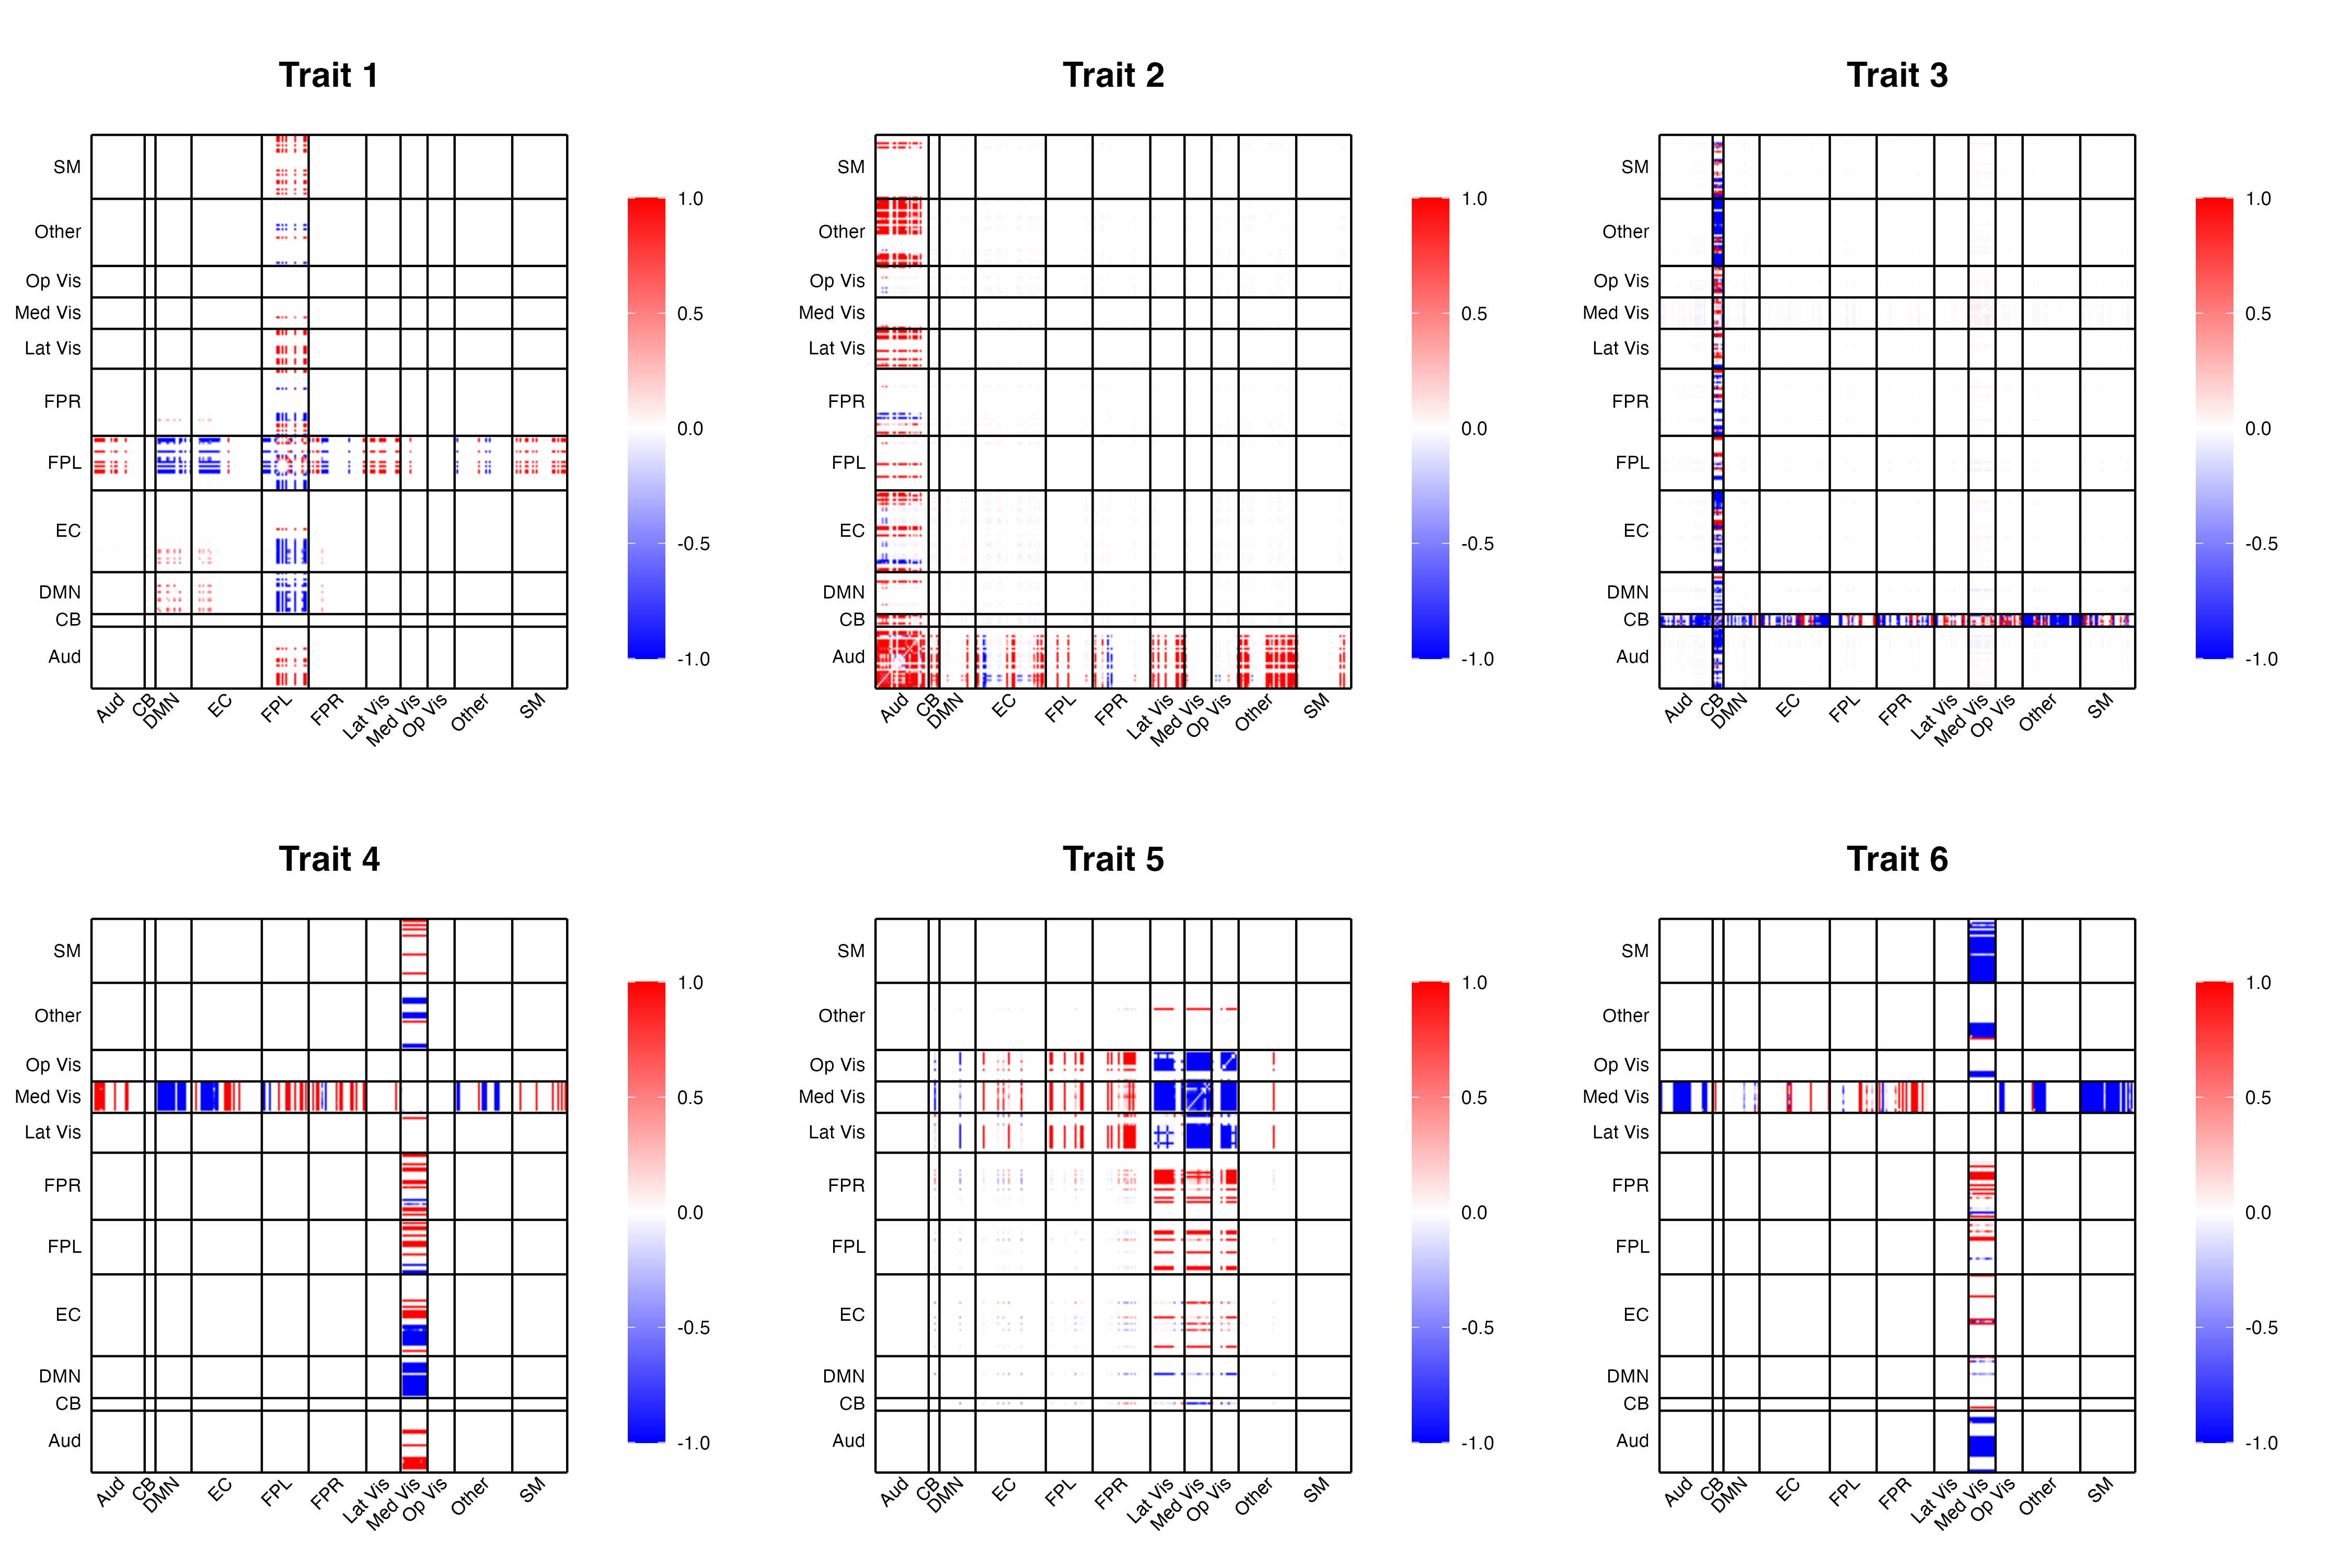 Trait 1
SM
Other
Op Vis
Med Vis
Lat Vis
FPR
FPL
EC
DMN
CB
Aud
Aud CB DMN EC FPL FPR Lat Vis Med Vis Op Vis Other SM
1.0
0.5
0.0
-0.5
-1.0
Trait 2
SM
Other
Op Vis
Med Vis
Lat Vis
FPR
FPL
EC
DMN
CB
Aud
Aud CB DMN EC FPL FPR Lat Vis Med Vis Op Vis Other SM
1.0
0.5
0.0
-0.5
-1.0
Trait 3
SM
Other
Op Vis
Med Vis
Lat Vis
FPR
FPL
EC
DMN
CB
Aud
Aud CB DMN EC FPL FPR Lat Vis Med Vis Op Vis Other SM
1.0
0.5
0.0
-0.5
-1.0
Trait 4
SM
Other
Op Vis
Med Vis
Lat Vis
FPR
FPL
EC
DMN
CB
Aud
Aud CB DMN EC FPL FPR Lat Vis Med Vis Op Vis Other SM
1.0
0.5
0.0
-0.5
-1.0
Trait 5
SM
Other
Op Vis
Med Vis
Lat Vis
FPR
FPL
EC
DMN
CB
Aud
Aud CB DMN EC FPL FPR Lat Vis Med Vis Op Vis Other SM
1.0
0.5
0.0
-0.5
-1.0
Trait 6
SM
Other
Op Vis
Med Vis
Lat Vis
FPR
FPL
EC
DMN
CB
Aud
Aud CB DMN EC FPL FPR Lat Vis Med Vis Op Vis Other SM
1.0
0.5
0.0
-0.5
-1.0